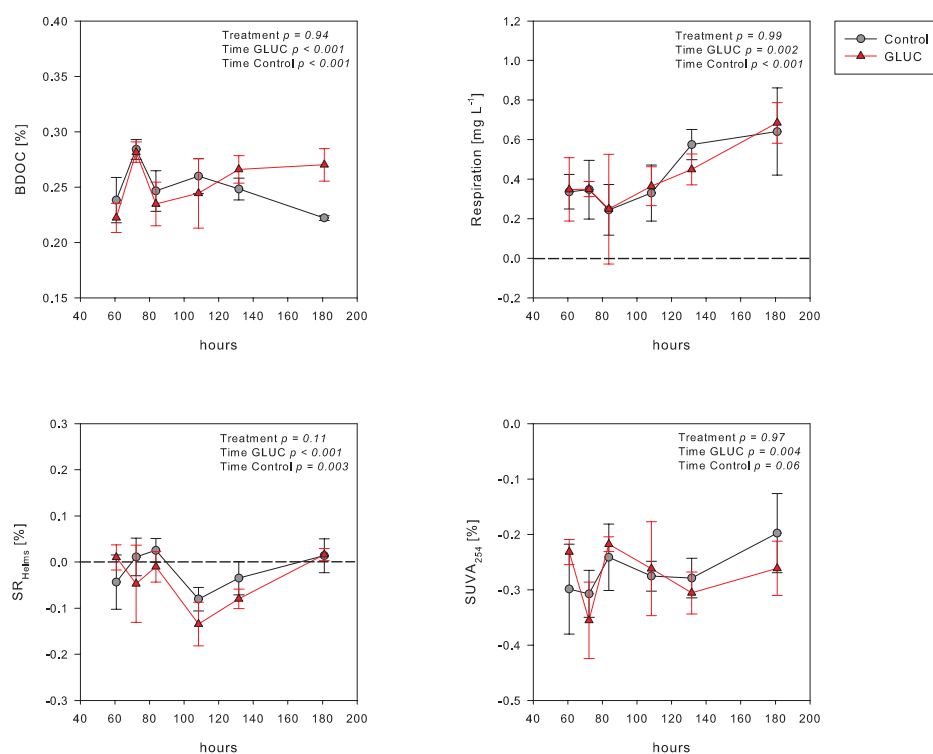 Treatment p = 0.94
Time GLUC p < 0.001
Time Control p < 0.001
BDOC [%]
0.40
0.35
0.30
0.25
0.20
0.15
40 60 80 100 120 140 160 180 200
hours
Treatment p = 0.99
Time GLUC p = 0.002
Time Control p < 0.001
Respiration [mg L⁻¹]
1.2
1.0
0.8
0.6
0.4
0.2
0.0
-0.2
40 60 80 100 120 140 160 180 200
hours
Control
GLUC
Treatment p = 0.11
Time GLUC p < 0.001
Time Control p = 0.003
SR_Helms [%]
0.3
0.2
0.1
0.0
-0.1
-0.2
-0.3
40 60 80 100 120 140 160 180 200
hours
Treatment p = 0.97
Time GLUC p = 0.004
Time Control p = 0.06
SUVA₂₅₄ [%]
0.0
-0.1
-0.2
-0.3
-0.4
-0.5
40 60 80 100 120 140 160 180 200
hours